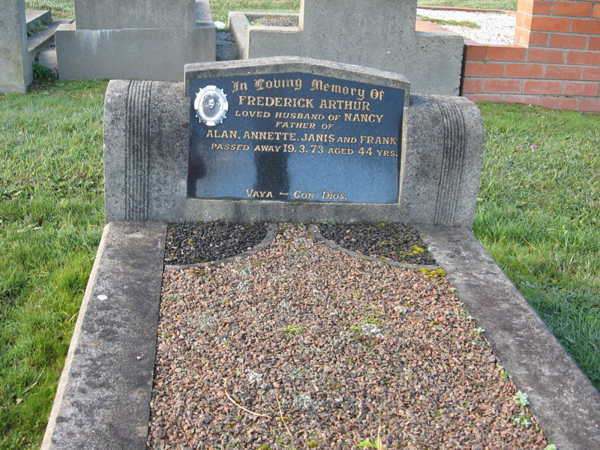 In Loving Memory Of
FREDERICK ARTHUR
LOVED HUSBAND OF NANCY
FATHER OF
ALAN, ANNETTE, JANIS AND FRANK
PASSED AWAY 19.3.73 AGED 44 YRS.
VAYA — CON DIOS.